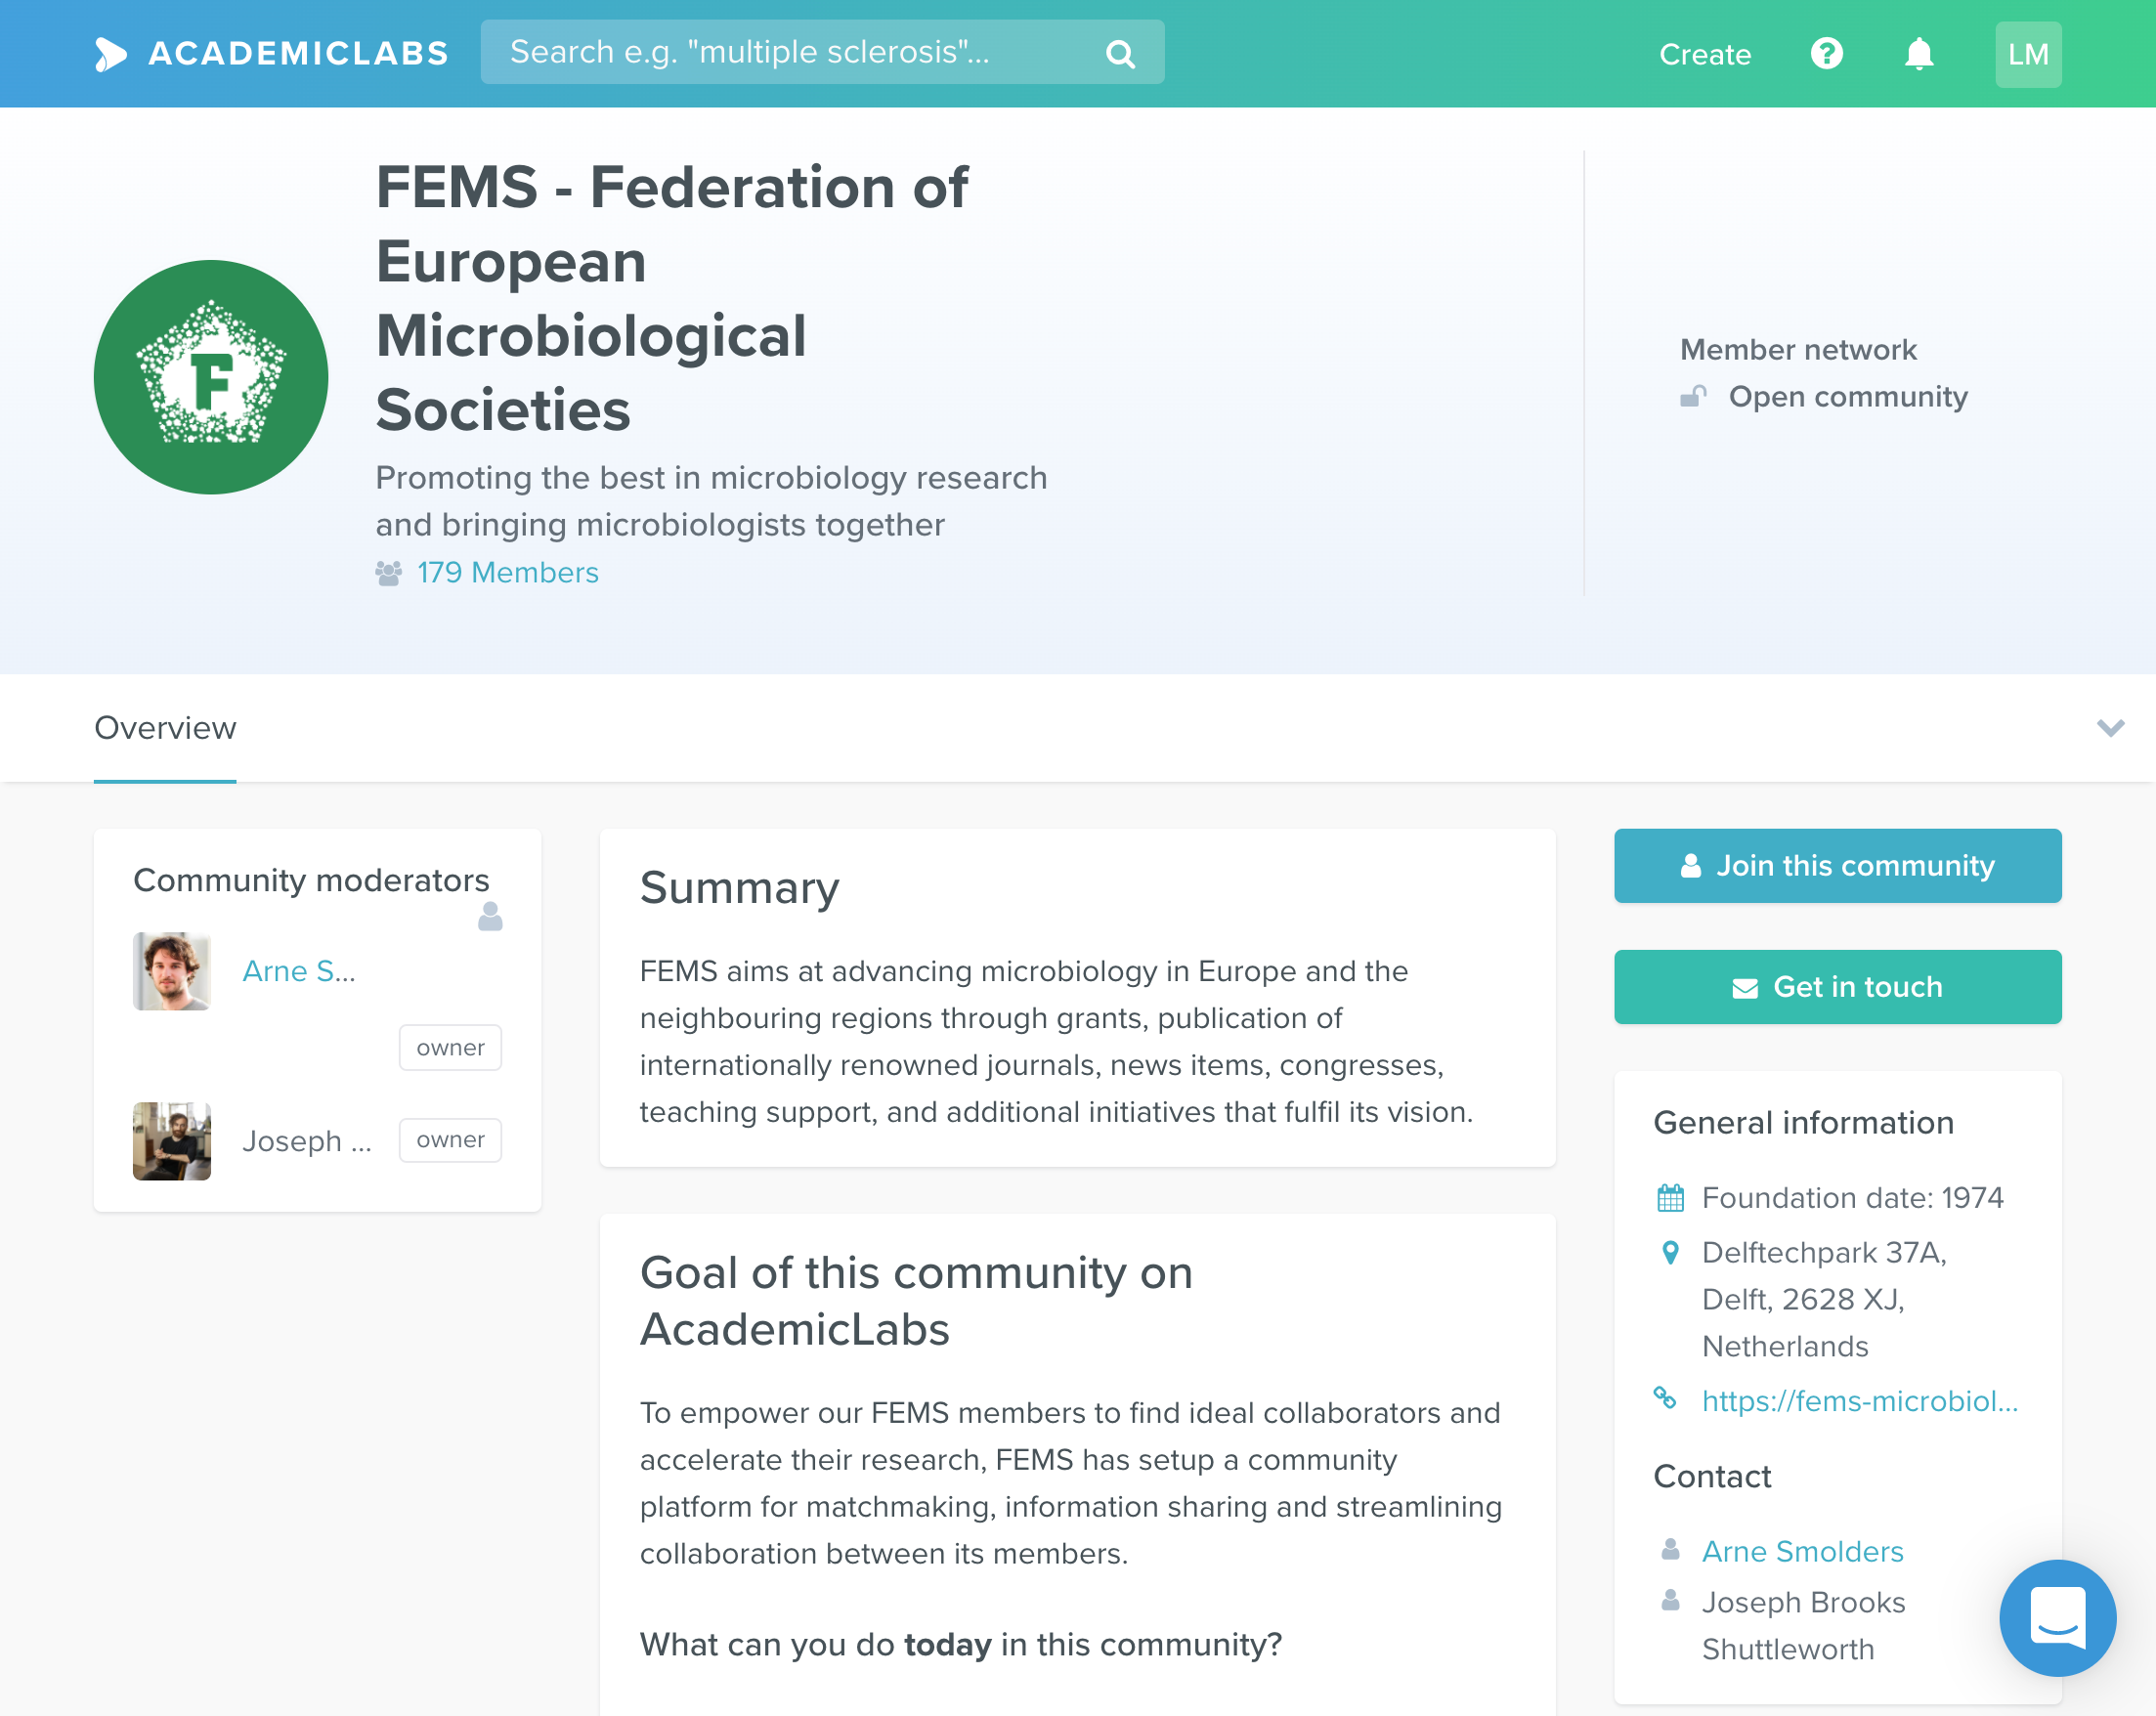 ACADEMICLABS
Search e.g. "multiple sclerosis"...
Create
?
LM
FEMS - Federation of
European
Microbiological
Societies
Promoting the best in microbiology research
and bringing microbiologists together
179 Members
F
Member network
Open community
Overview
Community moderators
Arne S...
owner
Joseph ...
owner
Summary
FEMS aims at advancing microbiology in Europe and the
neighbouring regions through grants, publication of
internationally renowned journals, news items, congresses,
teaching support, and additional initiatives that fulfil its vision.
Goal of this community on
AcademicLabs
To empower our FEMS members to find ideal collaborators and
accelerate their research, FEMS has setup a community
platform for matchmaking, information sharing and streamlining
collaboration between its members.
What can you do today in this community?
Join this community
Get in touch
General information
Foundation date: 1974
Delftechpark 37A,
Delft, 2628 XJ,
Netherlands
https://fems-microbiol...
Contact
Arne Smolders
Joseph Brooks
Shuttleworth